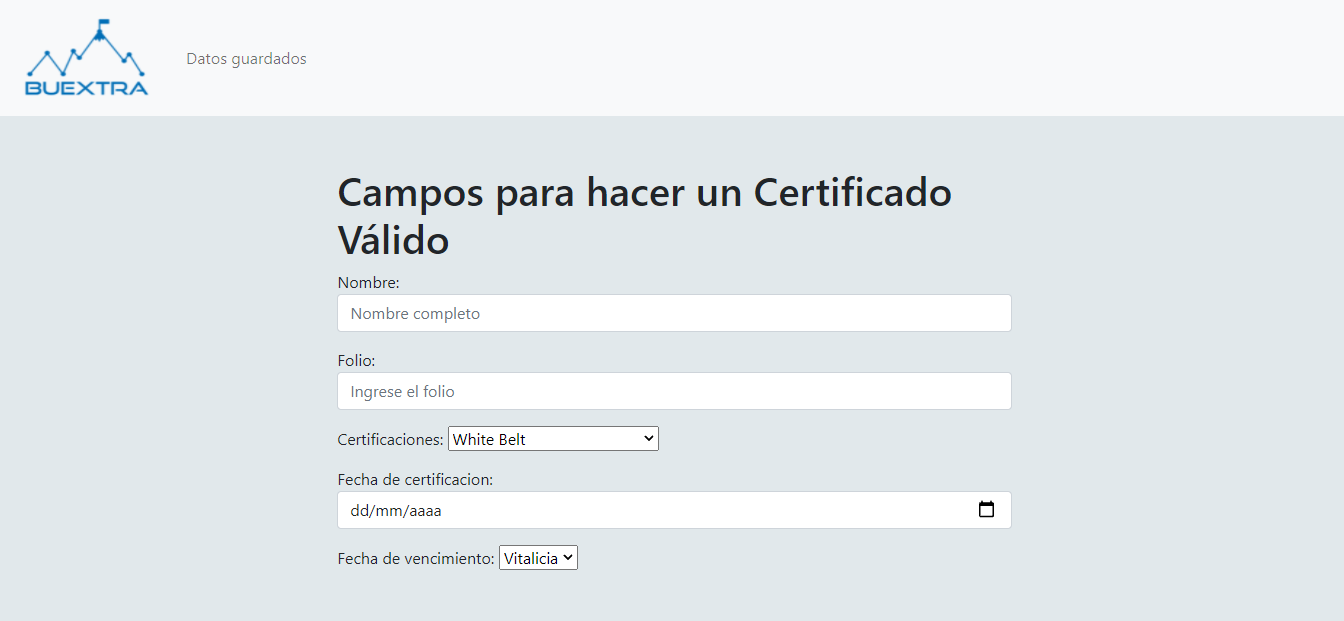 BUEXTRA
Datos guardados
Campos para hacer un Certificado
Válido
Nombre:
Nombre completo
Folio:
Ingrese el folio
Certificaciones: White Belt
Fecha de certificacion:
dd/mm/aaaa
Fecha de vencimiento: Vitalicia